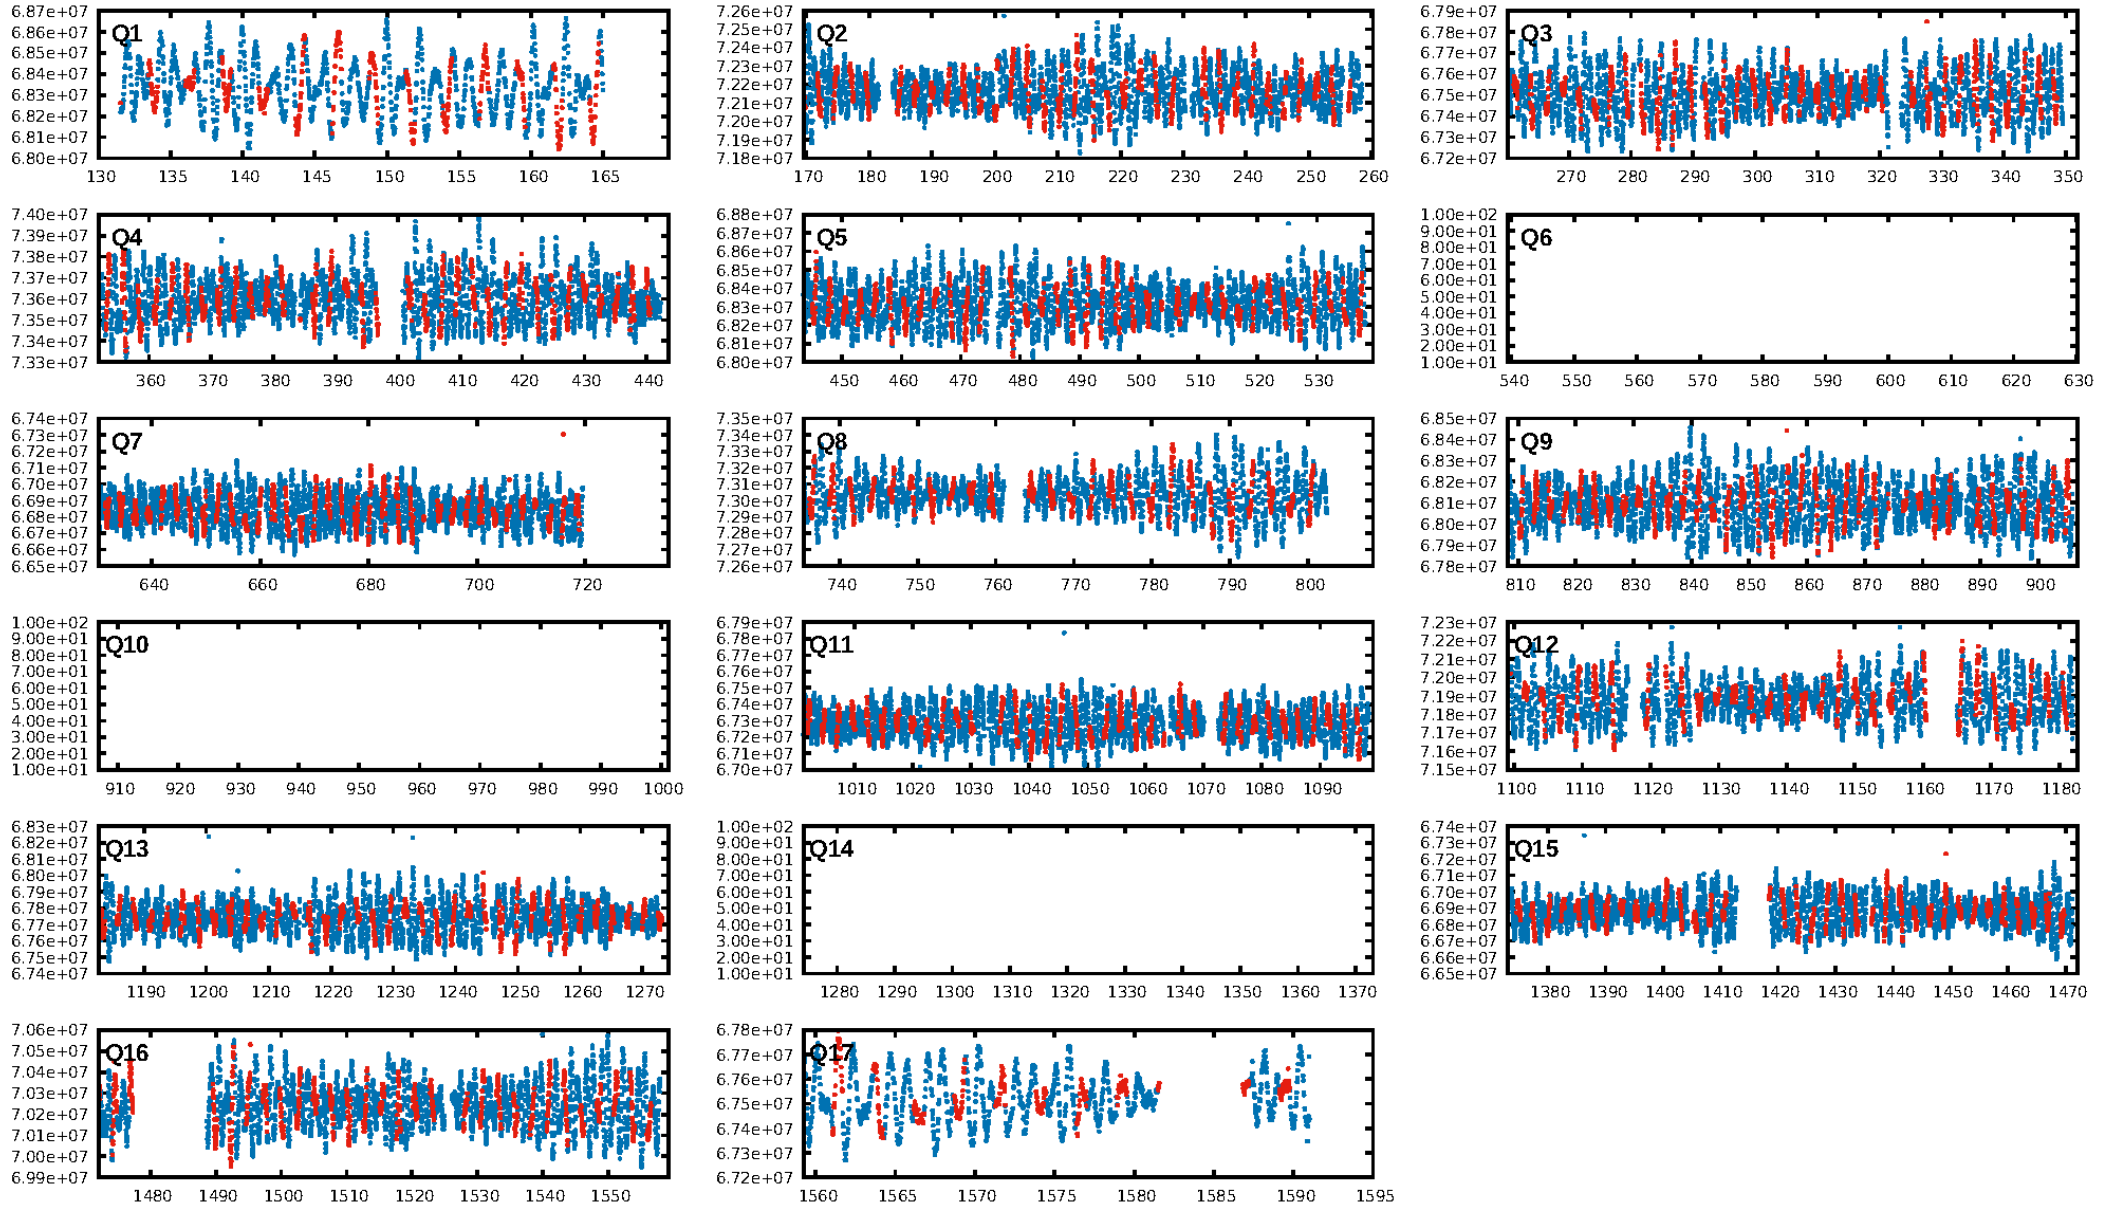 6.87e+07
6.86e+07
6.85e+07
6.84e+07
6.83e+07
6.82e+07
6.81e+07
6.80e+07
Q1
130 135 140 145 150 155 160 165
7.26e+07
7.25e+07
7.24e+07
7.23e+07
7.22e+07
7.21e+07
7.20e+07
7.19e+07
7.18e+07
Q2
170 180 190 200 210 220 230 240 250 260
6.79e+07
6.77e+07
6.76e+07
6.75e+07
6.74e+07
6.73e+07
6.72e+07
Q3
270 280 290 300 310 320 330 340 350
7.40e+07
7.39e+07
7.38e+07
7.37e+07
7.36e+07
7.35e+07
7.34e+07
7.33e+07
Q4
360 370 380 390 400 410 420 430 440
6.88e+07
6.87e+07
6.86e+07
6.85e+07
6.84e+07
6.83e+07
6.82e+07
6.81e+07
6.80e+07
Q5
450 460 470 480 490 500 510 520 530
1.00e+02
9.00e+01
8.00e+01
7.00e+01
6.00e+01
5.00e+01
4.00e+01
3.00e+01
2.00e+01
1.00e+01
Q6
540 550 560 570 580 590 600 610 620 630
6.74e+07
6.73e+07
6.72e+07
6.71e+07
6.70e+07
6.69e+07
6.68e+07
6.67e+07
6.66e+07
6.65e+07
Q7
640 660 680 700 720
7.35e+07
7.34e+07
7.33e+07
7.32e+07
7.31e+07
7.30e+07
7.29e+07
7.28e+07
7.27e+07
7.26e+07
Q8
740 750 760 770 780 790 800
6.85e+07
6.84e+07
6.83e+07
6.82e+07
6.81e+07
6.80e+07
6.79e+07
6.78e+07
Q9
810 820 830 840 850 860 870 880 890 900
1.00e+02
9.00e+01
8.00e+01
7.00e+01
6.00e+01
5.00e+01
4.00e+01
3.00e+01
2.00e+01
1.00e+01
Q10
910 920 930 940 950 960 970 980 990 1000
6.79e+07
6.78e+07
6.77e+07
6.75e+07
6.74e+07
6.73e+07
6.72e+07
6.71e+07
6.70e+07
Q11
1010 1020 1030 1040 1050 1060 1070 1080 1090
7.23e+07
7.22e+07
7.21e+07
7.20e+07
7.19e+07
7.18e+07
7.17e+07
7.16e+07
7.15e+07
Q12
1100 1110 1120 1130 1140 1150 1160 1170 1180
6.83e+07
6.82e+07
6.81e+07
6.80e+07
6.79e+07
6.78e+07
6.77e+07
6.76e+07
6.75e+07
6.74e+07
Q13
1190 1200 1210 1220 1230 1240 1250 1260 1270
1.00e+02
9.00e+01
8.00e+01
7.00e+01
6.00e+01
5.00e+01
4.00e+01
3.00e+01
2.00e+01
1.00e+01
Q14
1280 1290 1300 1310 1320 1330 1340 1350 1360 1370
6.74e+07
6.72e+07
6.71e+07
6.70e+07
6.69e+07
6.68e+07
6.67e+07
6.66e+07
6.65e+07
Q15
1380 1390 1400 1410 1420 1430 1440 1450 1460 1470
7.06e+07
7.05e+07
7.04e+07
7.03e+07
7.02e+07
7.01e+07
7.00e+07
6.99e+07
Q16
1480 1490 1500 1510 1520 1530 1540 1550
6.78e+07
6.77e+07
6.76e+07
6.75e+07
6.74e+07
6.73e+07
6.72e+07
Q17
1560 1565 1570 1575 1580 1585 1590 1595